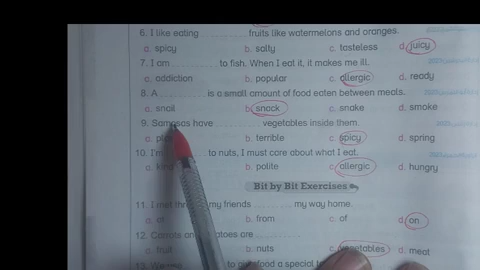 6. I like eating .......... fruits like watermelons and oranges.
a. spicy b. salty c. tasteless d. juicy
7. I am .......... to fish. When I eat it, it makes me ill.
a. addiction b. popular c. allergic d. ready
8. A .......... is a small amount of food eaten between meals.
a. snail b. snack c. snake d. smoke
9. Samosas have .......... vegetables inside them.
a. b. terrible c. spicy d. spring
10. I'm .......... to nuts, I must care about what I eat.
a. b. polite c. allergic d. hungry
Bit by Bit Exercises
11. I met my friends .......... my way home.
a. b. from c. of d. on
12. Carrots are
a. fruit b. nuts c. vegetables d. meat
13. to food a special